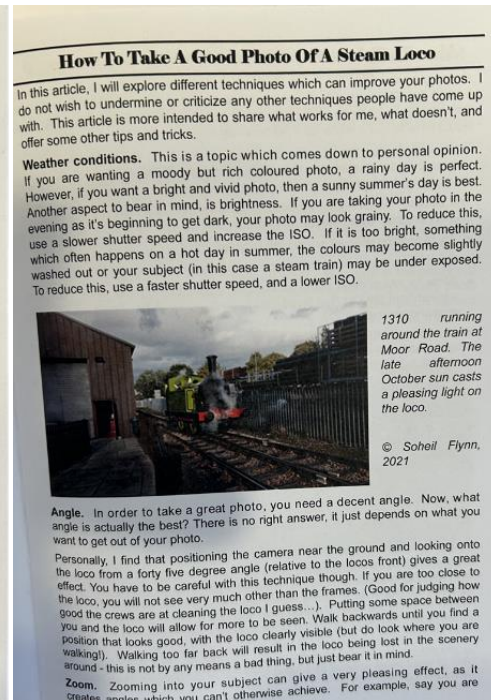 How To Take A Good Photo Of A Steam Loco
In this article, I will explore different techniques which can improve your photos. I
do not wish to undermine or criticize any other techniques people have come up
with. This article is more intended to share what works for me, what doesn't, and
offer some other tips and tricks.
Weather conditions. This is a topic which comes down to personal opinion.
If you are wanting a moody but rich coloured photo, a rainy day is perfect.
However, if you want a bright and vivid photo, then a sunny summer's day is best.
Another aspect to bear in mind, is brightness. If you are taking your photo in the
evening as it's beginning to get dark, your photo may look grainy. To reduce this,
use a slower shutter speed and increase the ISO. If it is too bright, something
which often happens on a hot day in summer, the colours may become slightly
washed out or your subject (in this case a steam train) may be under exposed.
To reduce this, use a faster shutter speed, and a lower ISO.
1310 running
around the train at
Moor Road. The
late afternoon
October sun casts
a pleasing light on
the loco.
© Soheil Flynn,
2021
Angle. In order to take a great photo, you need a decent angle. Now, what
angle is actually the best? There is no right answer, it just depends on what you
want to get out of your photo.
Personally, I find that positioning the camera near the ground and looking onto
the loco from a forty five degree angle (relative to the locos front) gives a great
effect. You have to be careful with this technique though. If you are too close to
the loco, you will not see very much other than the frames. (Good for judging how
good the crews are at cleaning the loco I guess...). Putting some space between
you and the loco will allow for more to be seen. Walk backwards until you find a
position that looks good, with the loco clearly visible (but do look where you are
walking!). Walking too far back will result in the loco being lost in the scenery
around - this is not by any means a bad thing, but just bear it in mind.
Zoom. Zooming into your subject can give a very pleasing effect, as it
creates angles which you can't otherwise achieve. For example, say you are